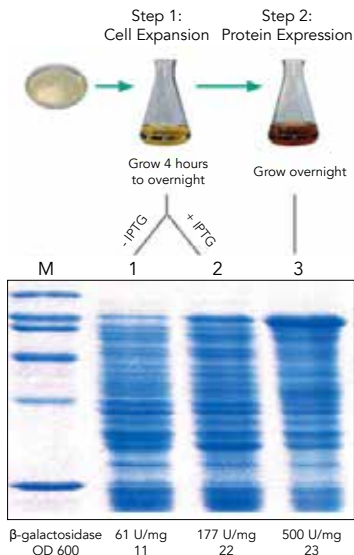 Step 1:
Cell Expansion
Step 2:
Protein Expression
Grow 4 hours
to overnight
Grow overnight
- IPTG
+ IPTG
M 1 2 3
β-galactosidase 61 U/mg 177 U/mg 500 U/mg
OD 600 11 22 23